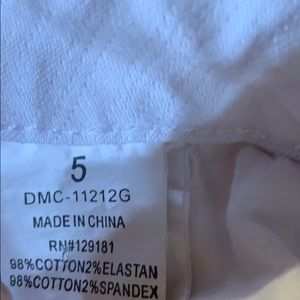 5
DMC-11212G
MADE IN CHINA
RN#129181
98%COTTON2%ELASTAN
98%COTTON2%SPANDEX